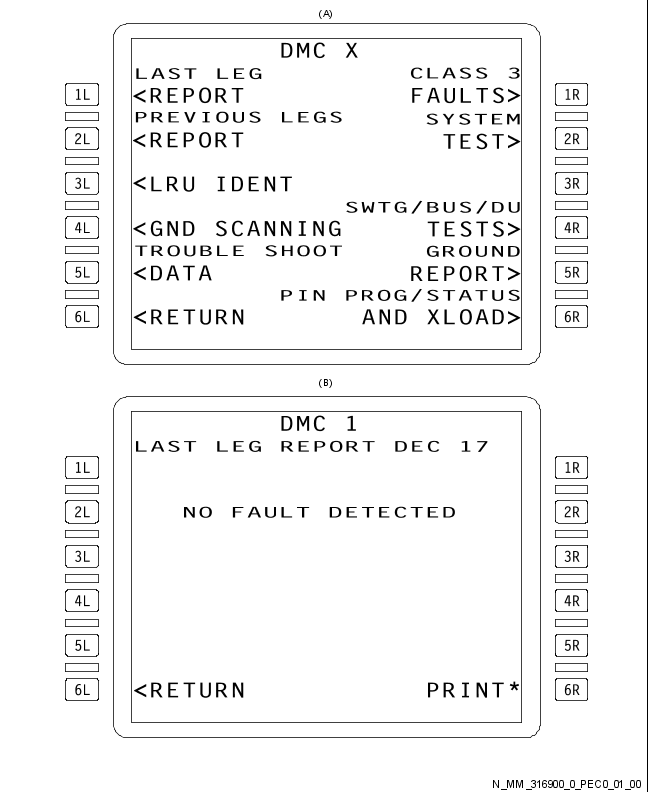 (A)
DMC X
LAST LEG CLASS 3
1L <REPORT FAULTS> 1R
PREVIOUS LEGS SYSTEM
2L <REPORT TEST> 2R
3L <LRU IDENT 3R
SWTG/BUS/DU
4L <GND SCANNING TESTS> 4R
TROUBLE SHOOT GROUND
5L <DATA REPORT> 5R
PIN PROG/STATUS
6L <RETURN AND XLOAD> 6R
(B)
DMC 1
LAST LEG REPORT DEC 17
1L 1R
2L NO FAULT DETECTED 2R
3L 3R
4L 4R
5L 5R
6L <RETURN PRINT* 6R
N_MM_316900_0_PEC0_01_00